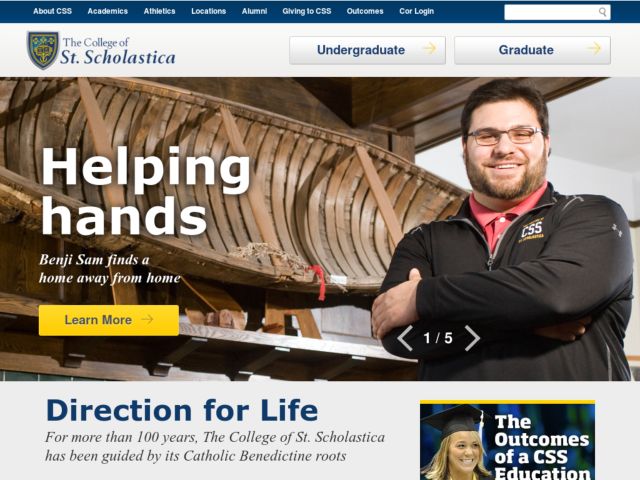 About CSS Academics Athletics Locations Alumni Giving to CSS Outcomes Cor Login
The College of
St. Scholastica
Undergraduate
Graduate
Helping
hands
Benji Sam finds a
home away from home
Learn More
CSS
1 / 5
Direction for Life
For more than 100 years, The College of St. Scholastica
has been guided by its Catholic Benedictine roots
The
Outcomes
of a CSS
Education